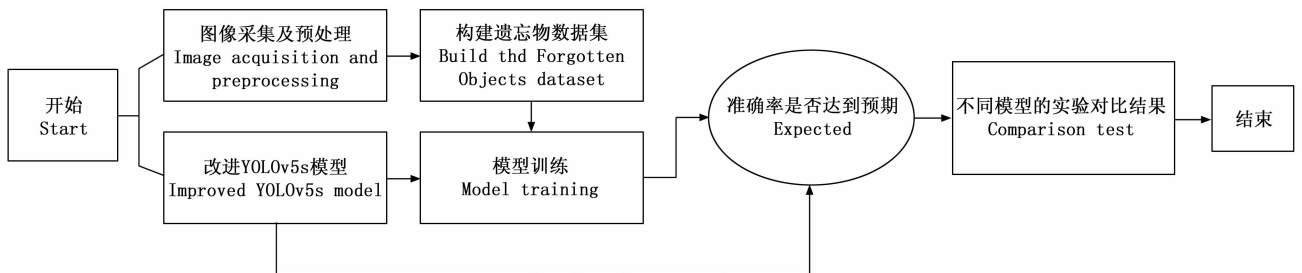 开始
Start
图像采集及预处理
Image acquisition and
preprocessing
构建遗忘物数据集
Build thd Forgotten
Objects dataset
改进YOLOv5s模型
Improved YOLOv5s model
模型训练
Model training
准确率是否达到预期
Expected
不同模型的实验对比结果
Comparison test
结束